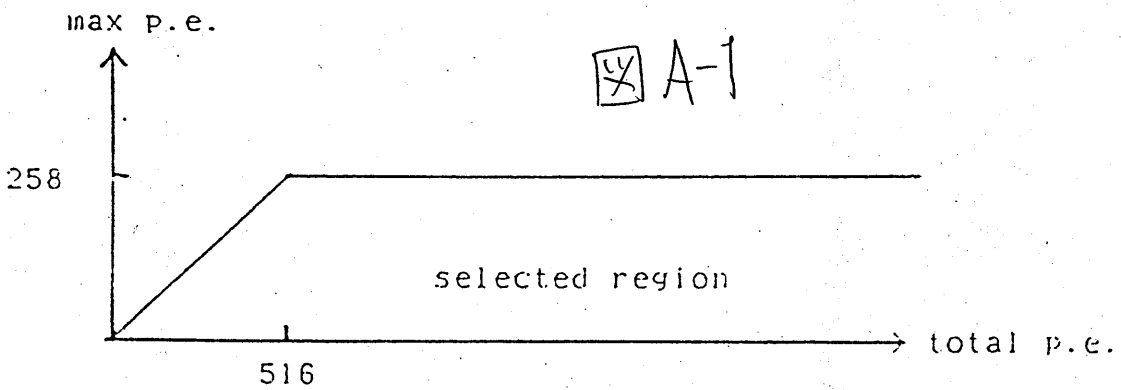 max p.e.
図 A-1
258
selected region
total p.e.
516